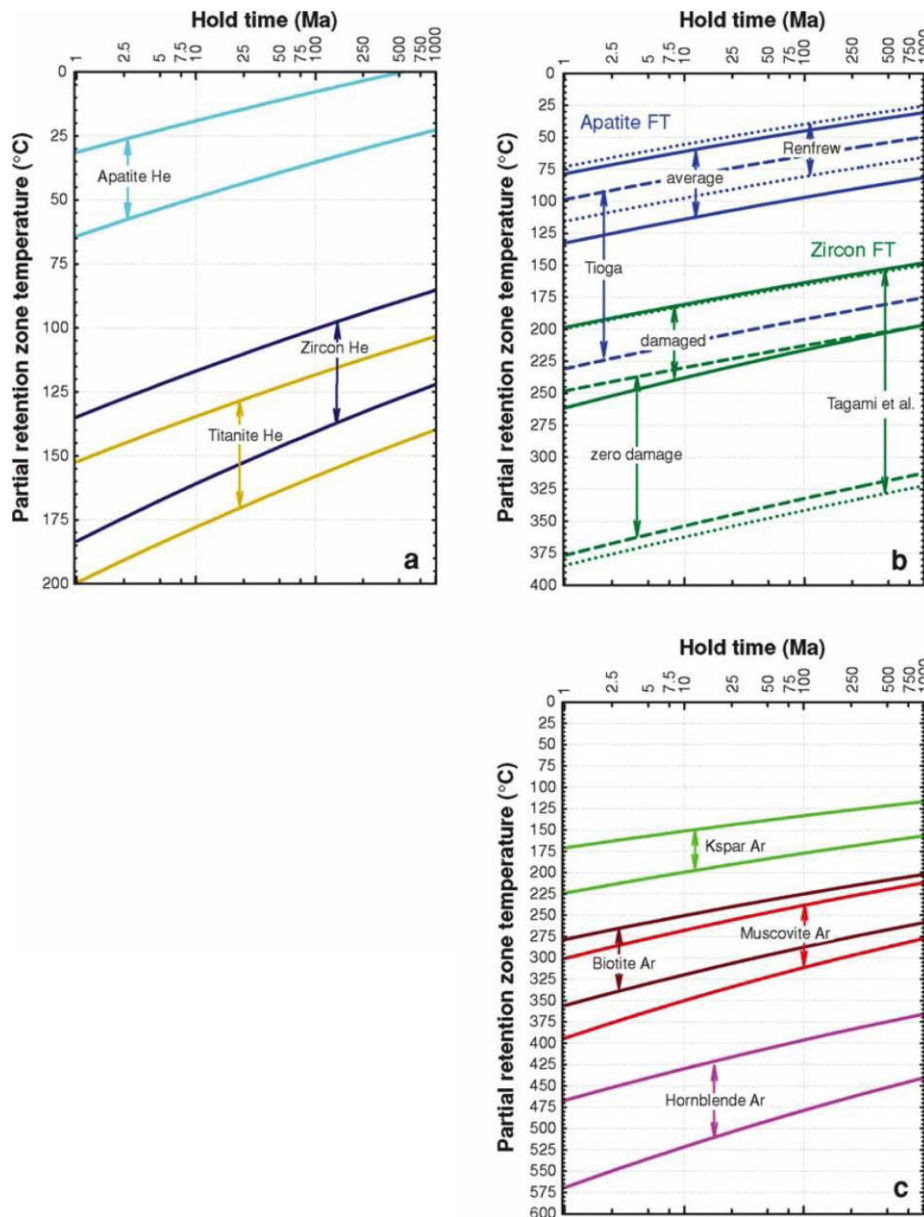 Hold time (Ma)
1 2.5 5 7.5 10 25 50 100 250 500 750 1000
Partial retention zone temperature (°C)
0
25
50
75
100
125
150
175
200
Apatite He
Zircon He
Titanite He
a
Hold time (Ma)
1 2.5 5 7.5 10 25 50 75 100 250 500 750
Partial retention zone temperature (°C)
0
25
50
75
100
125
150
175
200
225
250
275
300
325
350
375
400
Apatite FT
Renfrew
average
Tioga
Zircon FT
damaged
Tagami et al.
zero damage
b
Hold time (Ma)
1 2.5 5 7.5 10 25 50 75 100 250 500 750
Partial retention zone temperature (°C)
0
25
50
75
100
125
150
175
200
225
250
275
300
325
350
375
400
425
450
475
500
525
550
575
600
Kspar Ar
Muscovite Ar
Biotite Ar
Hornblende Ar
c